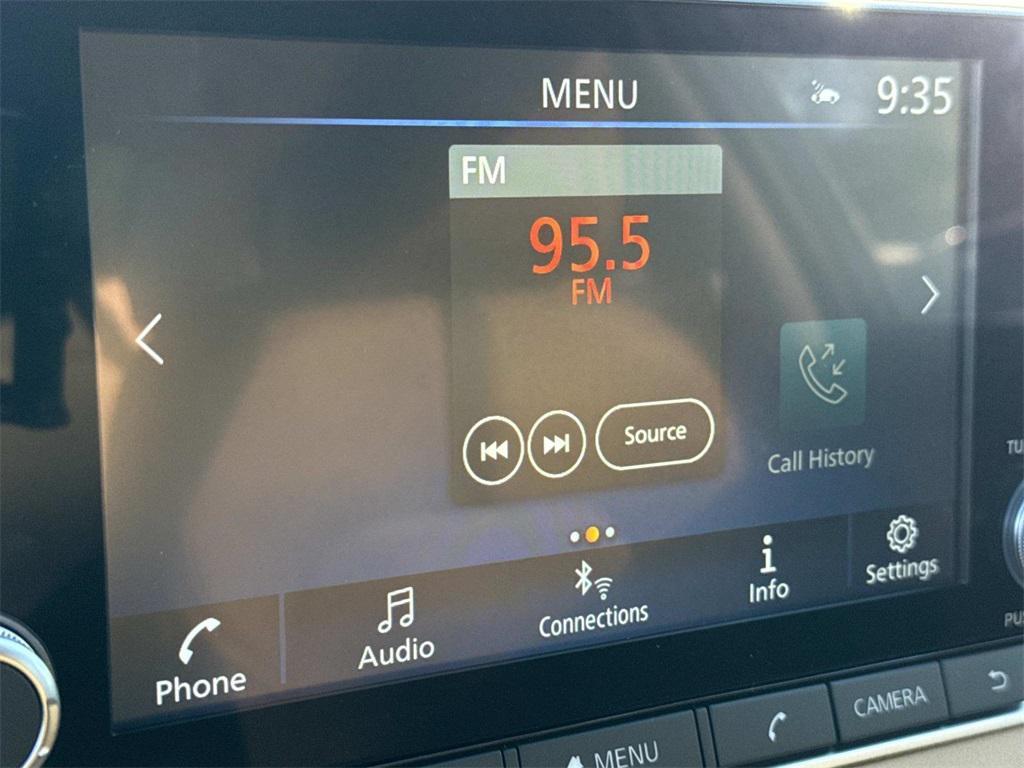 MENU
9:35
FM
95.5
FM
Source
Call History
Phone
Audio
Connections
Info
Settings
MENU
CAMERA